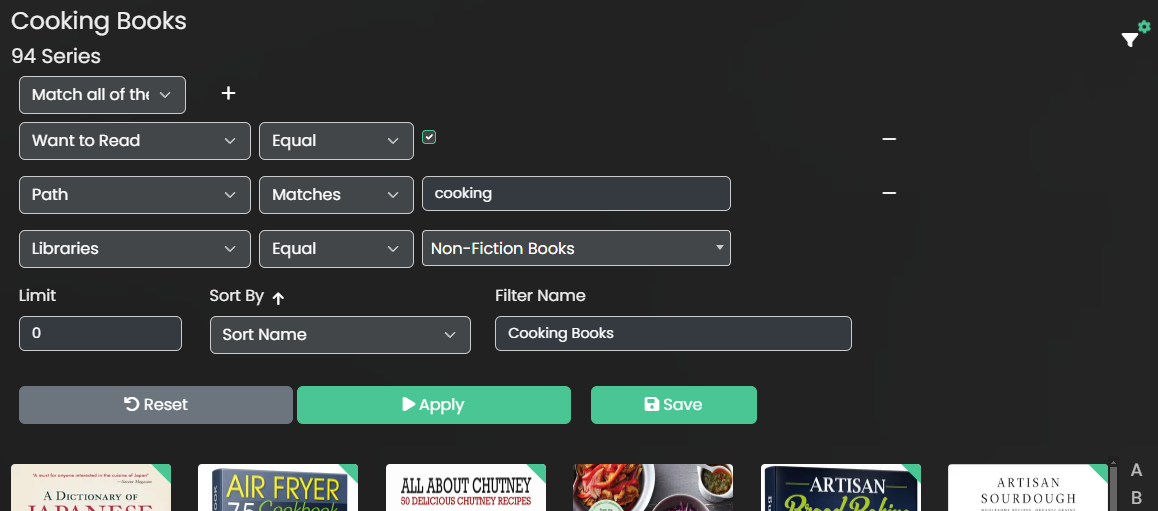 Cooking Books
94 Series
Match all of the
Want to Read Equal
Path Matches cooking
Libraries Equal Non-Fiction Books
Limit Sort By Filter Name
0 Sort Name Cooking Books
Reset Apply Save
"A must for anyone interested in the cuisine of Japan"
A DICTIONARY OF
JAPANESE
AIR FRYER
75 Cookbook
ALL ABOUT CHUTNEY
50 DELICIOUS CHUTNEY RECIPES
ARTISAN
Bread Baking
ARTISAN
SOURDOUGH
A
B